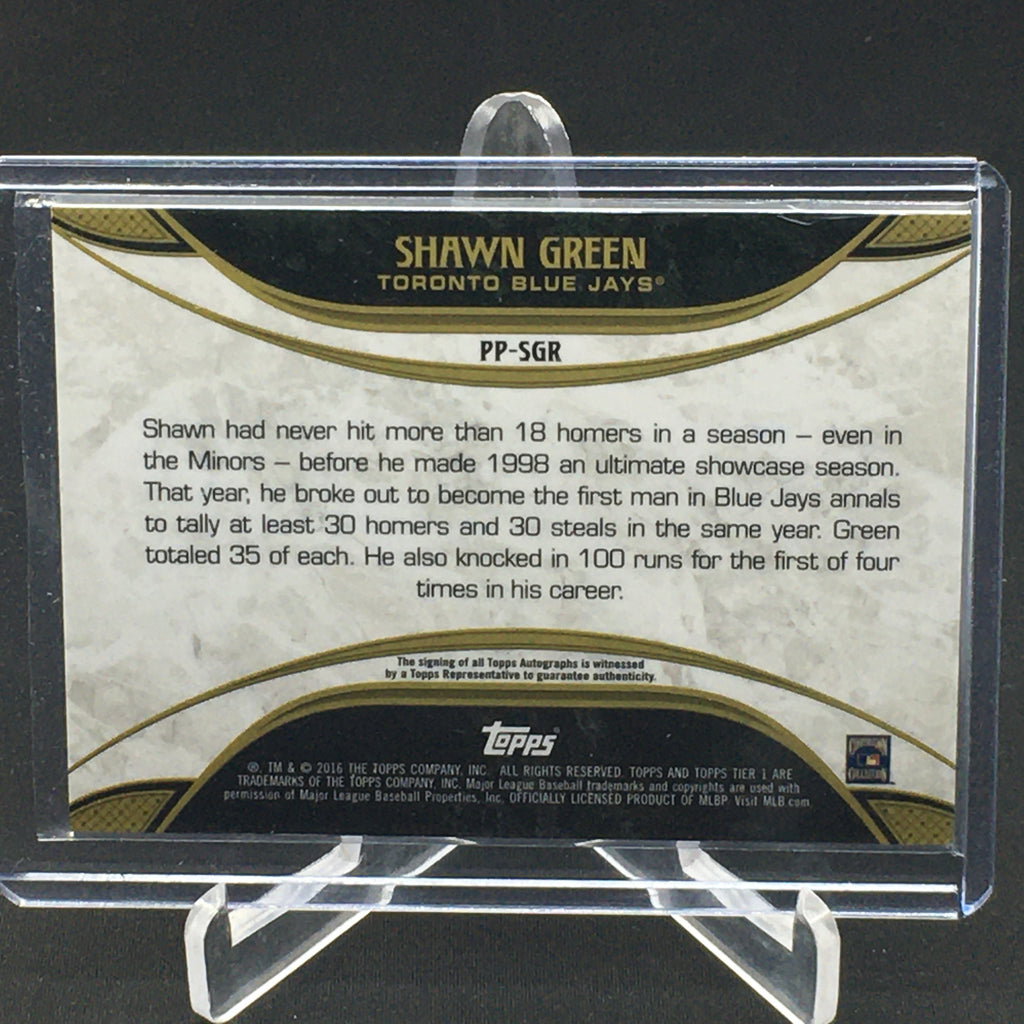 SHAWN GREEN
TORONTO BLUE JAYS®
PP-SGR
Shawn had never hit more than 18 homers in a season – even in
the Minors – before he made 1998 an ultimate showcase season.
That year, he broke out to become the first man in Blue Jays annals
to tally at least 30 homers and 30 steals in the same year. Green
totaled 35 of each. He also knocked in 100 runs for the first of four
times in his career.
The signing of all Topps Autographs is witnessed
by a Topps Representative to guarantee authenticity.
Topps
®, TM & © 2016 THE TOPPS COMPANY, INC. ALL RIGHTS RESERVED. TOPPS AND TOPPS TIER 1 ARE
TRADEMARKS OF THE TOPPS COMPANY, INC. Major League Baseball trademarks and copyrights are used with
permission of Major League Baseball Properties, Inc. OFFICIALLY LICENSED PRODUCT OF MLBP. Visit MLB.com